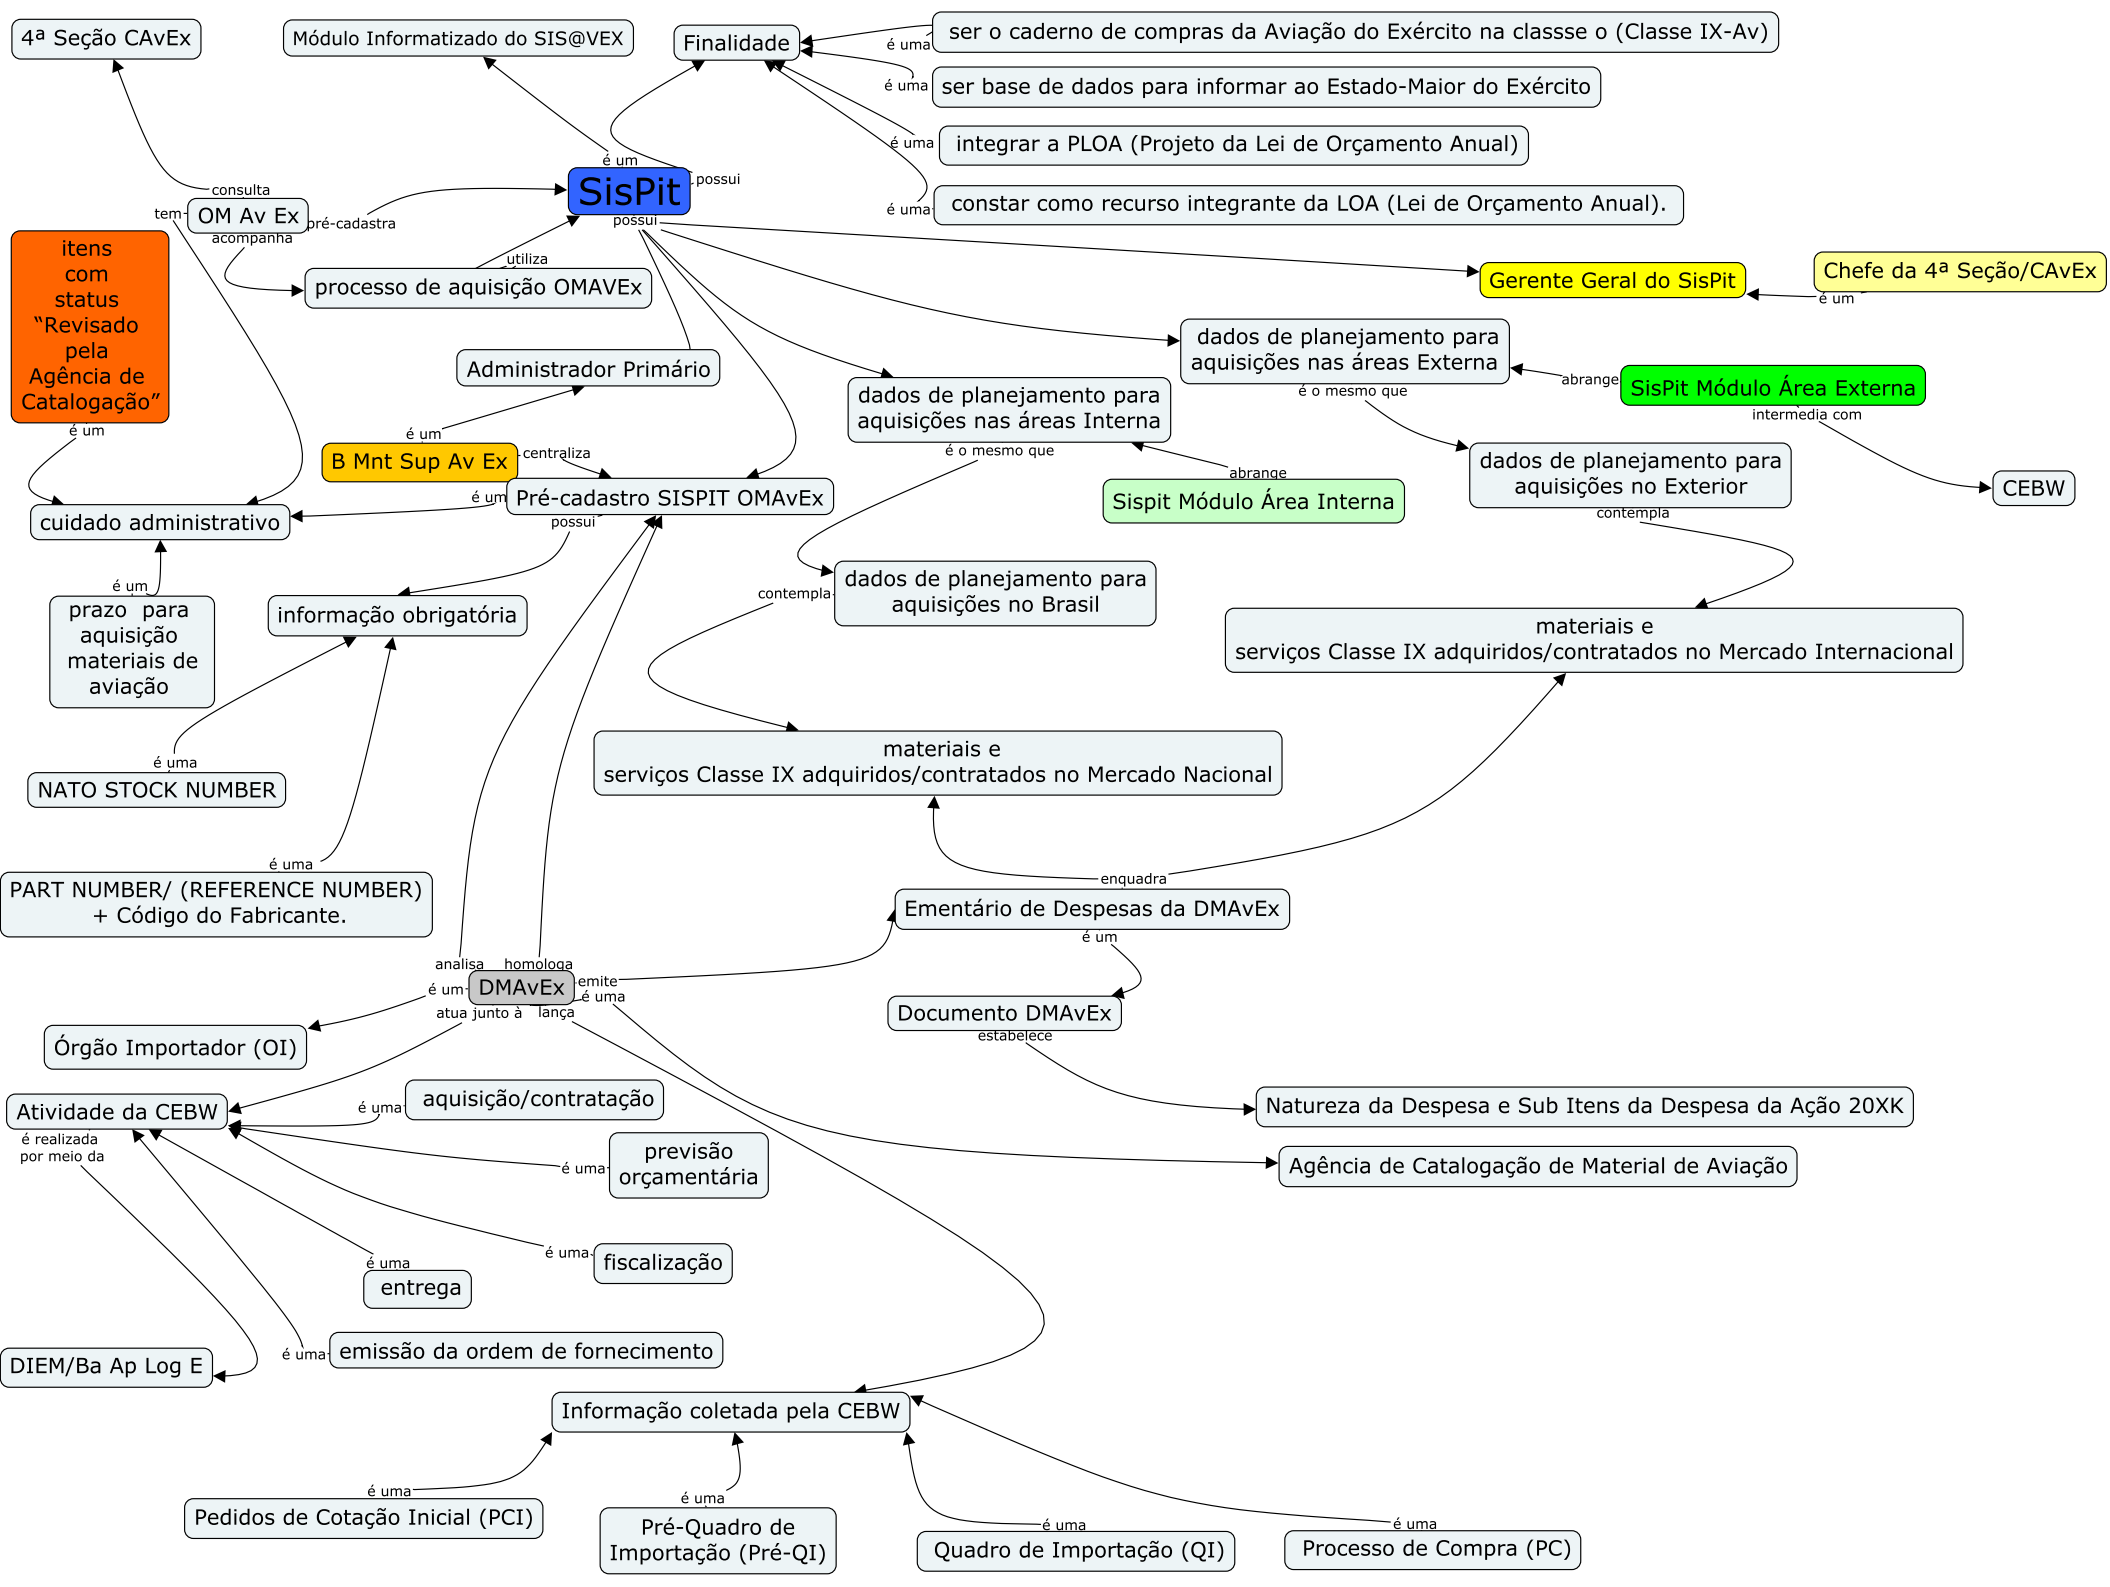 4ª Seção CAvEx
Módulo Informatizado do SIS@VEX
Finalidade
é uma
ser o caderno de compras da Aviação do Exército na classse o (Classe IX-Av)
é uma
ser base de dados para informar ao Estado-Maior do Exército
é uma
integrar a PLOA (Projeto da Lei de Orçamento Anual)
é uma
constar como recurso integrante da LOA (Lei de Orçamento Anual).
é um
SisPit
possui
possui
consulta
tem
OM Av Ex
pré-cadastra
acompanha
utiliza
processo de aquisição OMAVEx
itens
com
status
“Revisado
pela
Agência de
Catalogação”
é um
Gerente Geral do SisPit
Chefe da 4ª Seção/CAvEx
é um
Administrador Primário
é um
B Mnt Sup Av Ex
centraliza
dados de planejamento para
aquisições nas áreas Interna
é o mesmo que
dados de planejamento para
aquisições nas áreas Externa
é o mesmo que
abrange
SisPit Módulo Área Externa
intermedia com
CEBW
abrange
Sispit Módulo Área Interna
dados de planejamento para
aquisições no Exterior
contempla
é um
Pré-cadastro SISPIT OMAvEx
possui
cuidado administrativo
é um
prazo para
aquisição
materiais de
aviação
informação obrigatória
contempla
dados de planejamento para
aquisições no Brasil
materiais e
serviços Classe IX adquiridos/contratados no Mercado Internacional
é uma
NATO STOCK NUMBER
materiais e
serviços Classe IX adquiridos/contratados no Mercado Nacional
é uma
PART NUMBER/ (REFERENCE NUMBER)
+ Código do Fabricante.
enquadra
Ementário de Despesas da DMAvEx
é um
analisa
homologa
é um
DMAvEx
emite
é uma
atua junto à
lança
Documento DMAvEx
estabelece
Órgão Importador (OI)
Atividade da CEBW
é realizada
por meio da
é uma
aquisição/contratação
Natureza da Despesa e Sub Itens da Despesa da Ação 20XK
é uma
previsão
orçamentária
Agência de Catalogação de Material de Aviação
é uma
fiscalização
é uma
entrega
DIEM/Ba Ap Log E
é uma
emissão da ordem de fornecimento
Informação coletada pela CEBW
é uma
Pedidos de Cotação Inicial (PCI)
é uma
Pré-Quadro de
Importação (Pré-QI)
é uma
Quadro de Importação (QI)
é uma
Processo de Compra (PC)